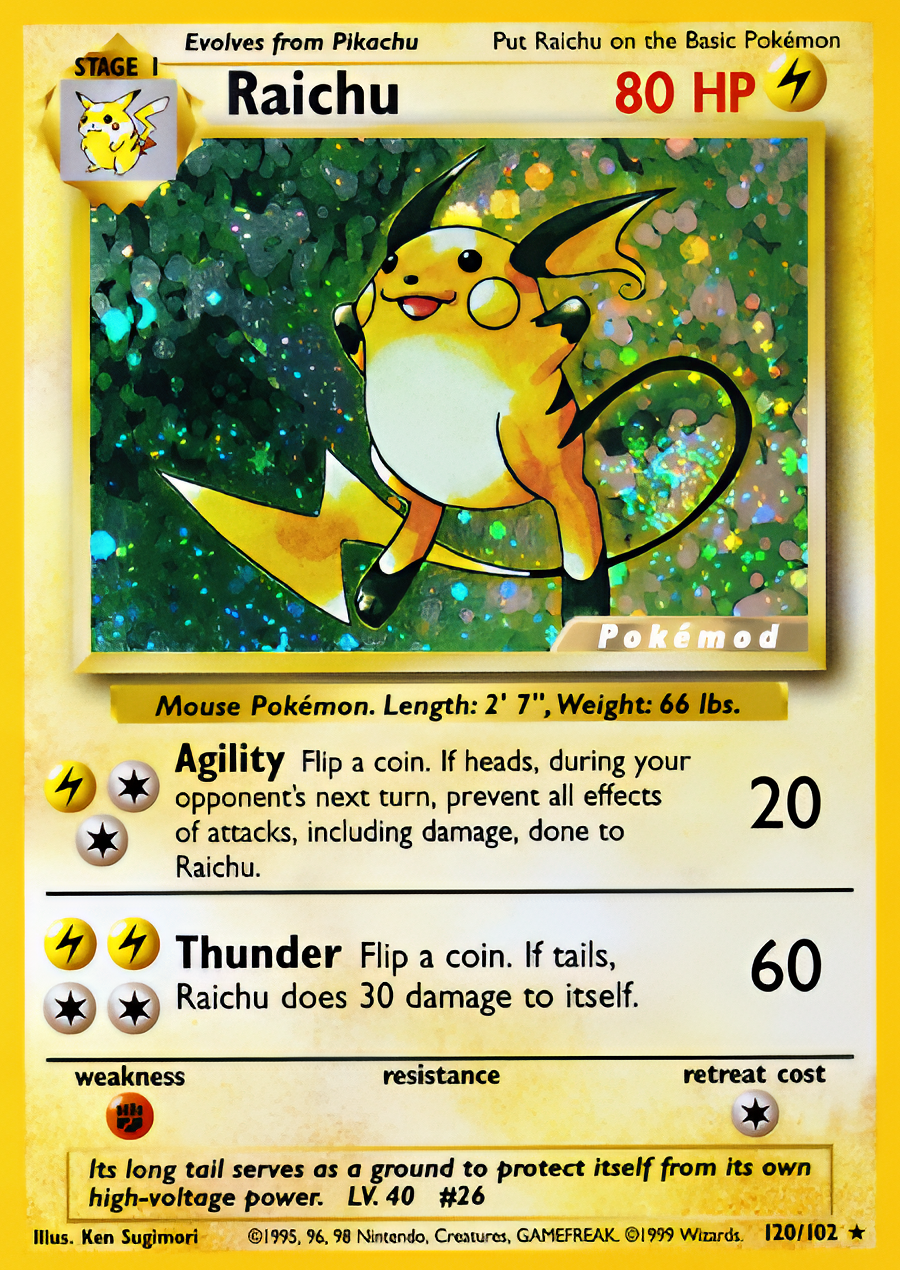 Evolves from Pikachu Put Raichu on the Basic Pokémon
STAGE 1
Raichu 80 HP
Pokémod
Mouse Pokémon. Length: 2' 7", Weight: 66 lbs.
Agility Flip a coin. If heads, during your
opponent's next turn, prevent all effects
of attacks, including damage, done to
Raichu.
20
Thunder Flip a coin. If tails,
Raichu does 30 damage to itself.
60
weakness resistance retreat cost
Its long tail serves as a ground to protect itself from its own
high-voltage power. LV. 40 #26
Illus. Ken Sugimori ©1995, 96, 98 Nintendo, Creatures, GAMEFREAK. ©1999 Wizards. 120/102 ★